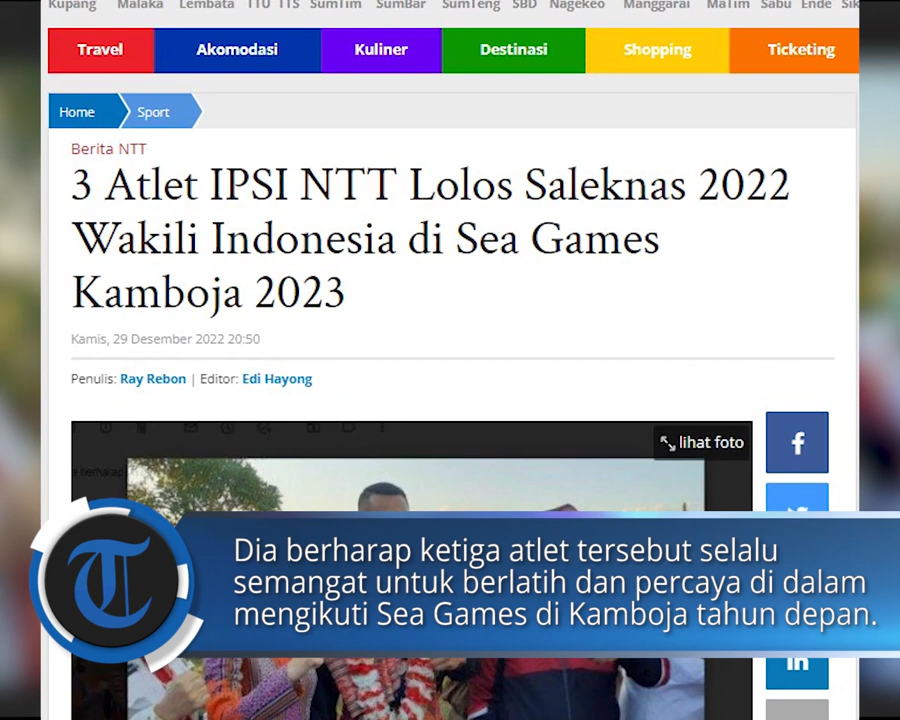 Kupang Malaka Lembata TTU TTS SumTim SumBar SumTeng SBD Nagekeo Manggarai MaTim Sabu Ende Sik
Travel Akomodasi Kuliner Destinasi Shopping Ticketing
Home Sport
Berita NTT
3 Atlet IPSI NTT Lolos Saleknas 2022
Wakili Indonesia di Sea Games
Kamboja 2023
Kamis, 29 Desember 2022 20:50
Penulis: Ray Rebon | Editor: Edi Hayong
lihat foto
berharap
Dia berharap ketiga atlet tersebut selalu
semangat untuk berlatih dan percaya di dalam
mengikuti Sea Games di Kamboja tahun depan.